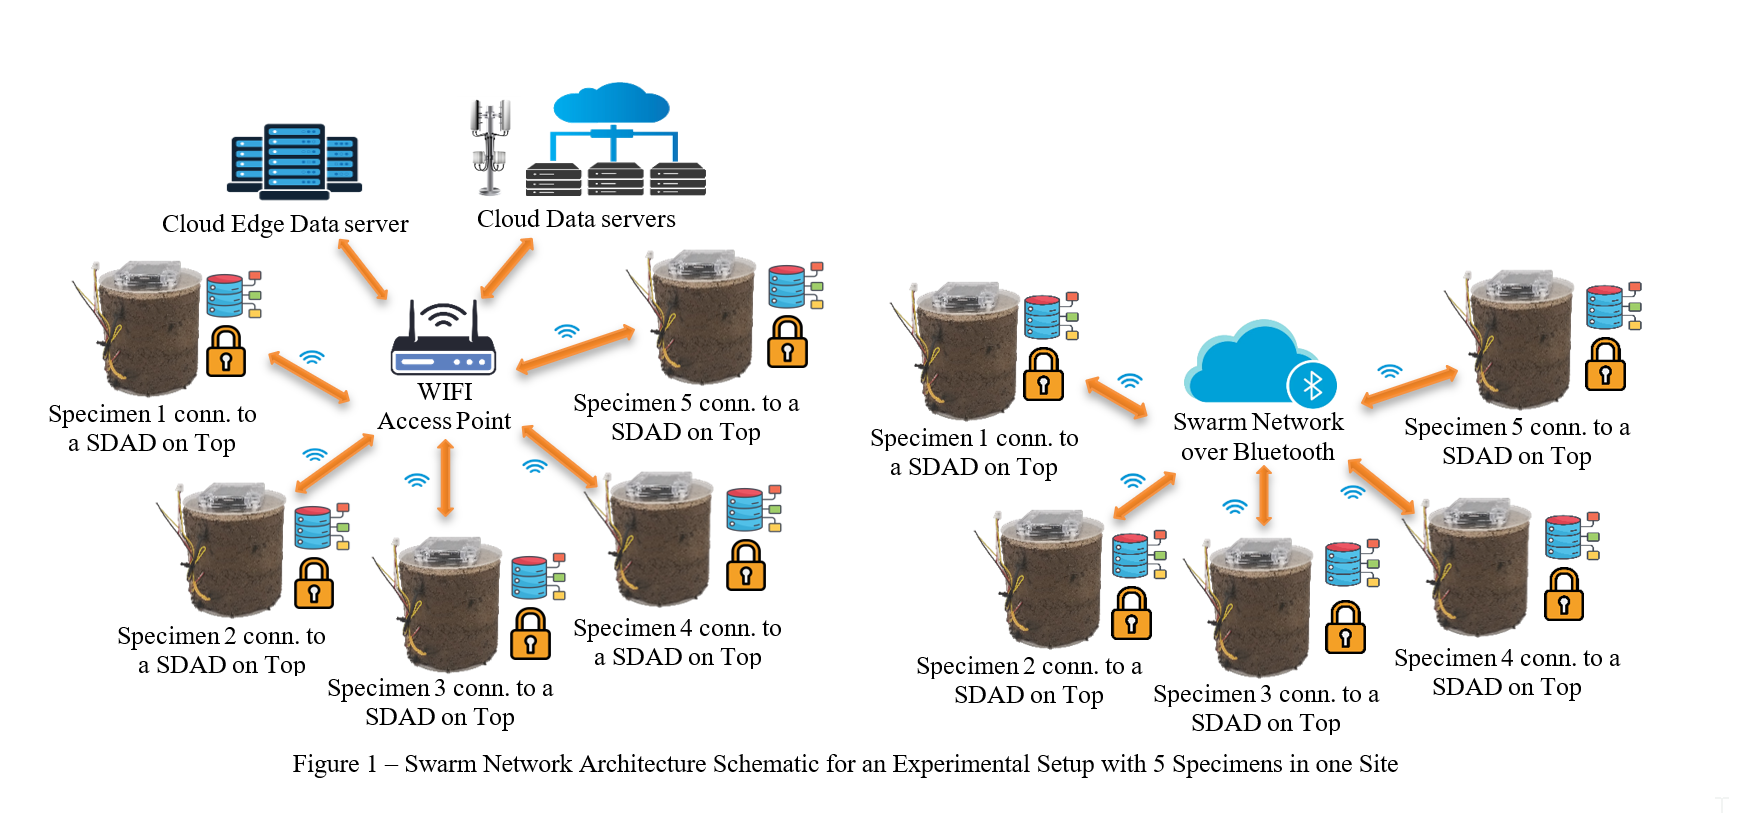 Cloud Edge Data server
Cloud Data servers
WIFI
Access Point
Specimen 1 conn. to
a SDAD on Top
Specimen 5 conn. to a
SDAD on Top
Specimen 2 conn. to
a SDAD on Top
Specimen 3 conn. to a
SDAD on Top
Specimen 4 conn. to
a SDAD on Top
Swarm Network
over Bluetooth
Specimen 1 conn. to
a SDAD on Top
Specimen 5 conn. to a
SDAD on Top
Specimen 2 conn. to a
SDAD on Top
Specimen 3 conn. to a
SDAD on Top
Specimen 4 conn. to a
SDAD on Top
Figure 1 – Swarm Network Architecture Schematic for an Experimental Setup with 5 Specimens in one Site
T